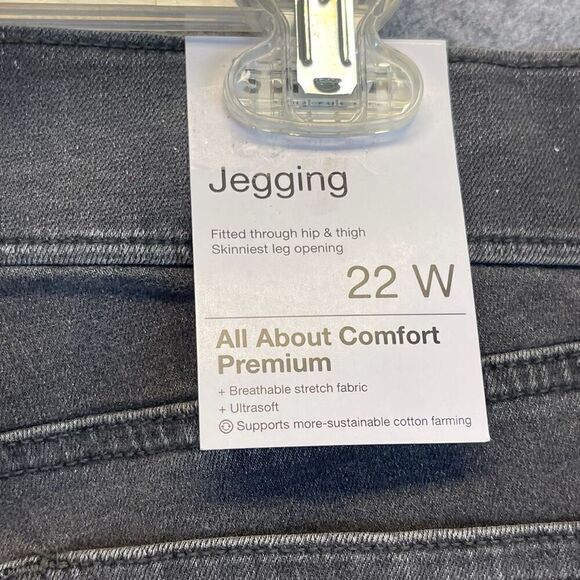 Jegging
Fitted through hip & thigh
Skinniest leg opening
22 W
All About Comfort
Premium
+ Breathable stretch fabric
+ Ultrasoft
Supports more-sustainable cotton farming